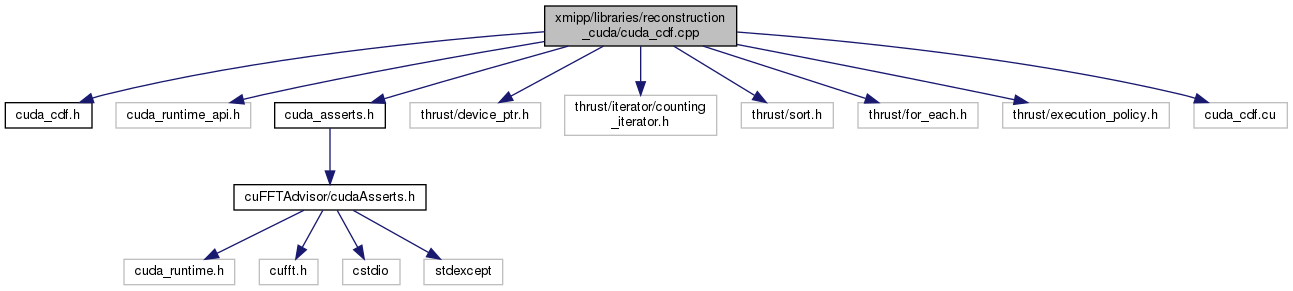 xmipp/libraries/reconstruction
_cuda/cuda_cdf.cpp
cuda_cdf.h
cuda_runtime_api.h
cuda_asserts.h
thrust/device_ptr.h
thrust/iterator/counting
_iterator.h
thrust/sort.h
thrust/for_each.h
thrust/execution_policy.h
cuda_cdf.cu
cuFFTAdvisor/cudaAsserts.h
cuda_runtime.h
cufft.h
cstdio
stdexcept